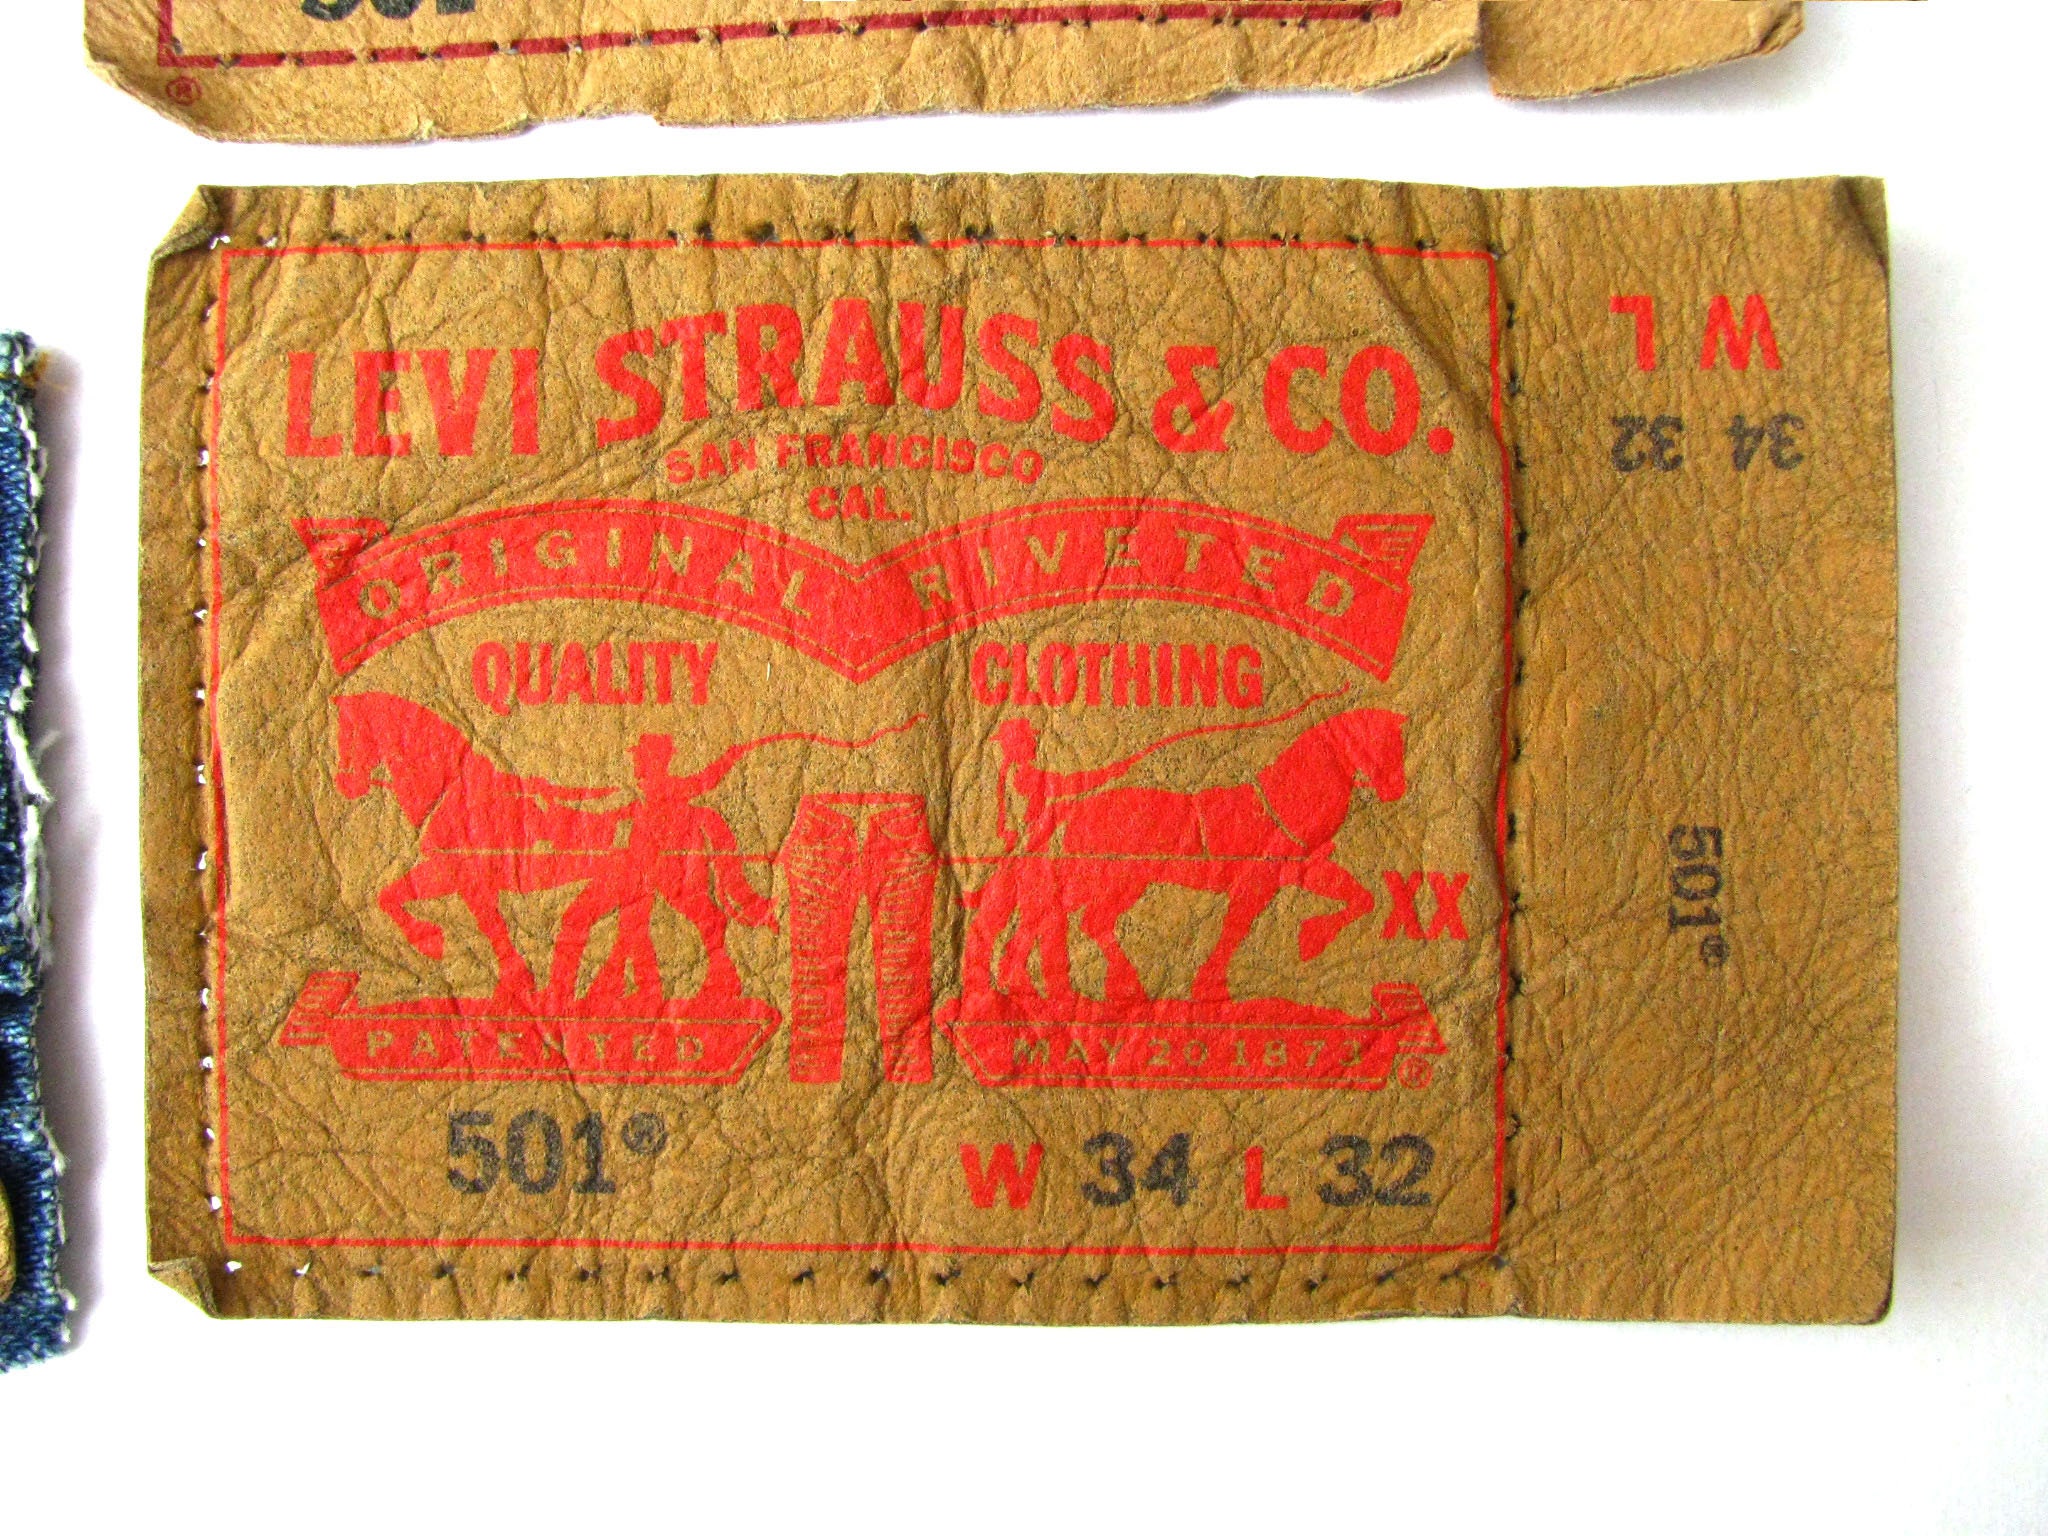 ®
LEVI STRAUSS & CO.
SAN FRANCISCO
CAL.
ORIGINAL RIVETED
QUALITY CLOTHING
XX
PATENTED MAY 20 1873
®
501® W 34 L 32
W L
34 32
501®